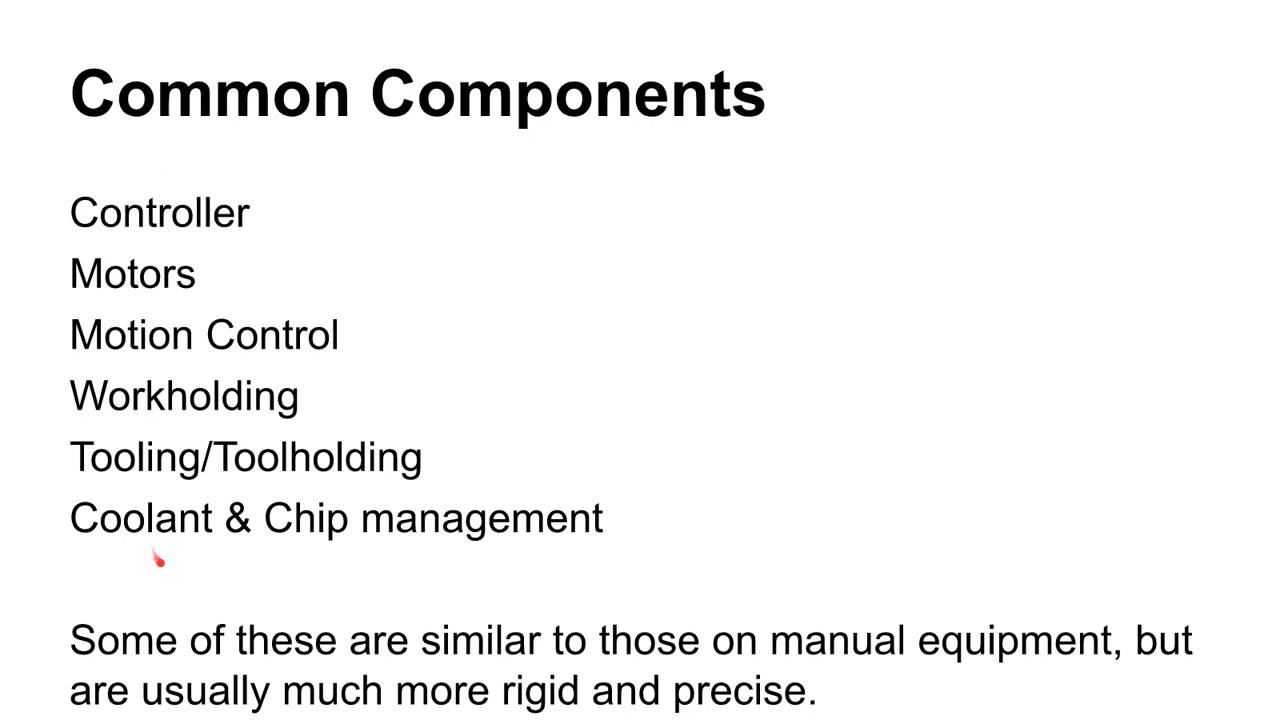 Common Components
Controller
Motors
Motion Control
Workholding
Tooling/Toolholding
Coolant & Chip management
Some of these are similar to those on manual equipment, but
are usually much more rigid and precise.